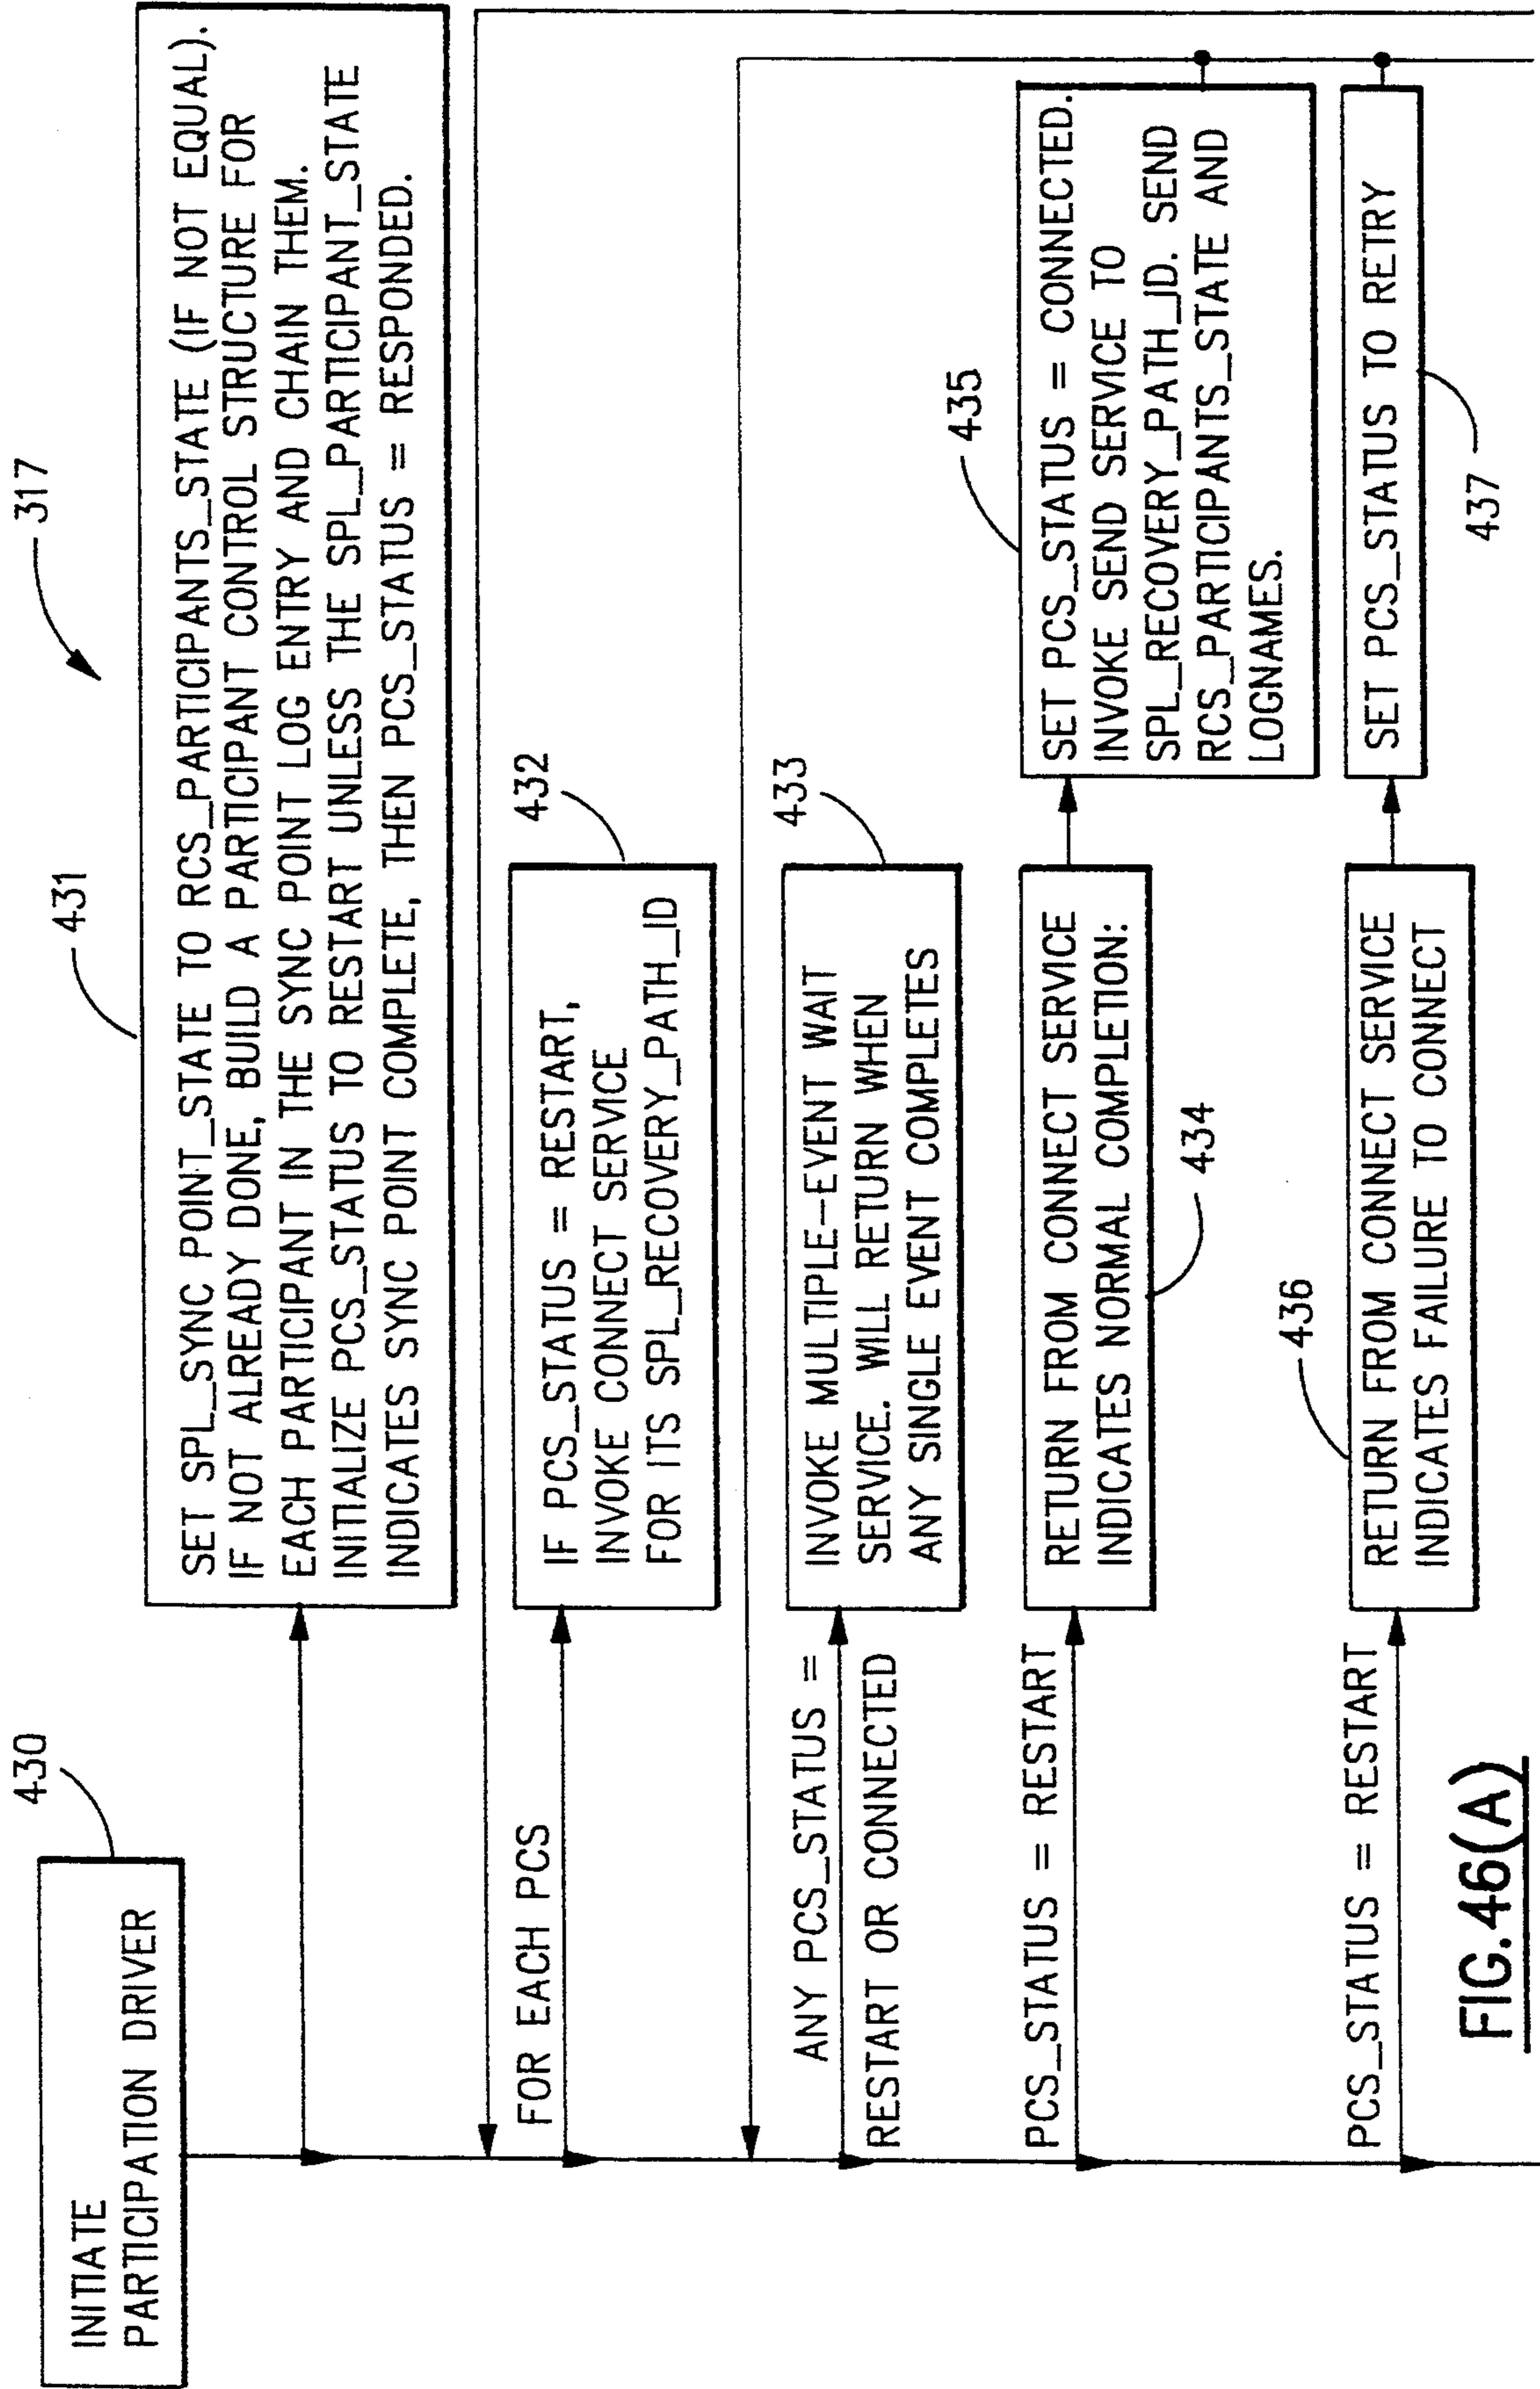 317
430
INITIATE
PARTICIPATION DRIVER
431
SET SPL_SYNC POINT_STATE TO RCS_PARTICIPANTS_STATE (IF NOT EQUAL).
IF NOT ALREADY DONE, BUILD A PARTICIPANT CONTROL STRUCTURE FOR
EACH PARTICIPANT IN THE SYNC POINT LOG ENTRY AND CHAIN THEM.
INITIALIZE PCS_STATUS TO RESTART UNLESS THE SPL_PARTICIPANT_STATE
INDICATES SYNC POINT COMPLETE, THEN PCS_STATUS = RESPONDED.
FOR EACH PCS
432
IF PCS_STATUS = RESTART,
INVOKE CONNECT SERVICE
FOR ITS SPL_RECOVERY_PATH_ID
ANY PCS_STATUS =
RESTART OR CONNECTED
433
INVOKE MULTIPLE-EVENT WAIT
SERVICE. WILL RETURN WHEN
ANY SINGLE EVENT COMPLETES
PCS_STATUS = RESTART
RETURN FROM CONNECT SERVICE
INDICATES NORMAL COMPLETION:
434
435
SET PCS_STATUS = CONNECTED.
INVOKE SEND SERVICE TO
SPL_RECOVERY_PATH_ID. SEND
RCS_PARTICIPANTS_STATE AND
LOGNAMES.
PCS_STATUS = RESTART
436
RETURN FROM CONNECT SERVICE
INDICATES FAILURE TO CONNECT
SET PCS_STATUS TO RETRY
437
FIG.46(A)